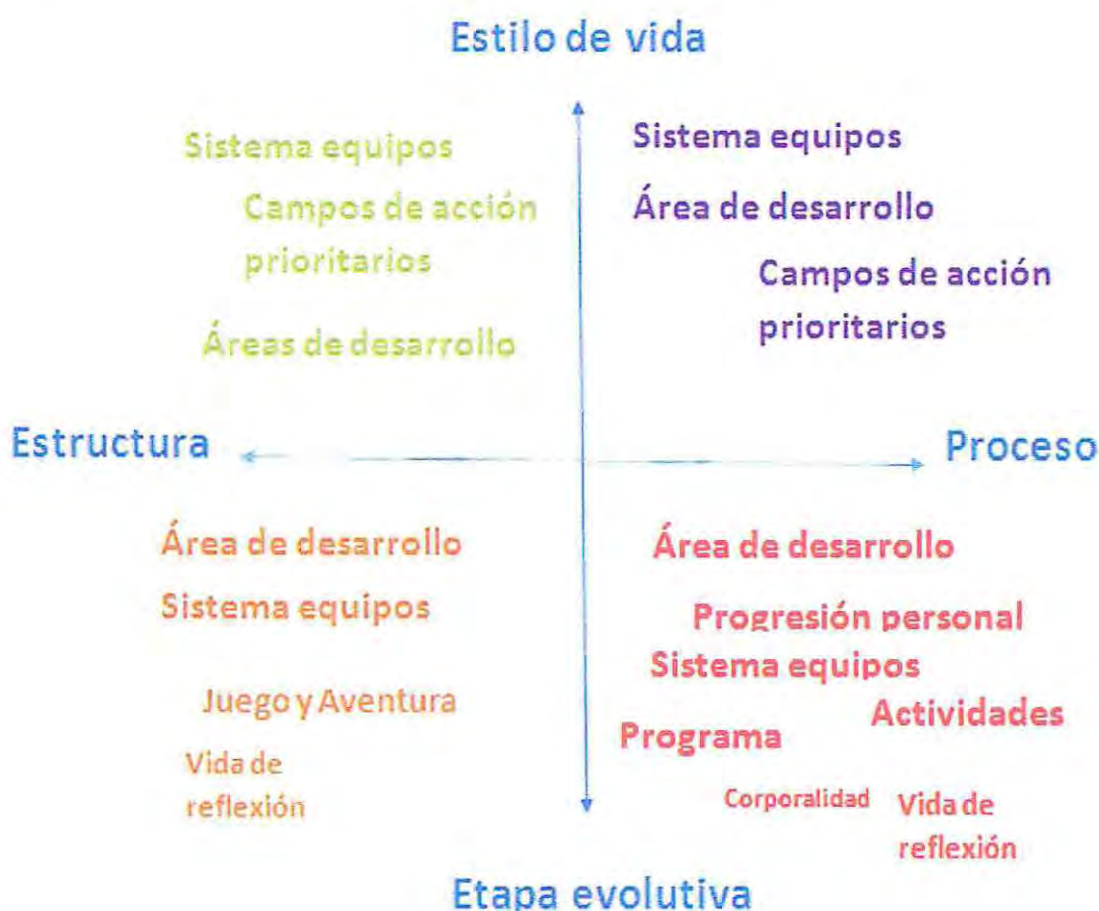 Estilo de vida
Sistema equipos
Campos de acción
prioritarios
Áreas de desarrollo
Sistema equipos
Área de desarrollo
Campos de acción
prioritarios
Estructura
Proceso
Área de desarrollo
Sistema equipos
Juego y Aventura
Vida de
reflexión
Área de desarrollo
Progresión personal
Sistema equipos
Actividades
Programa
Corporalidad
Vida de
reflexión
Etapa evolutiva